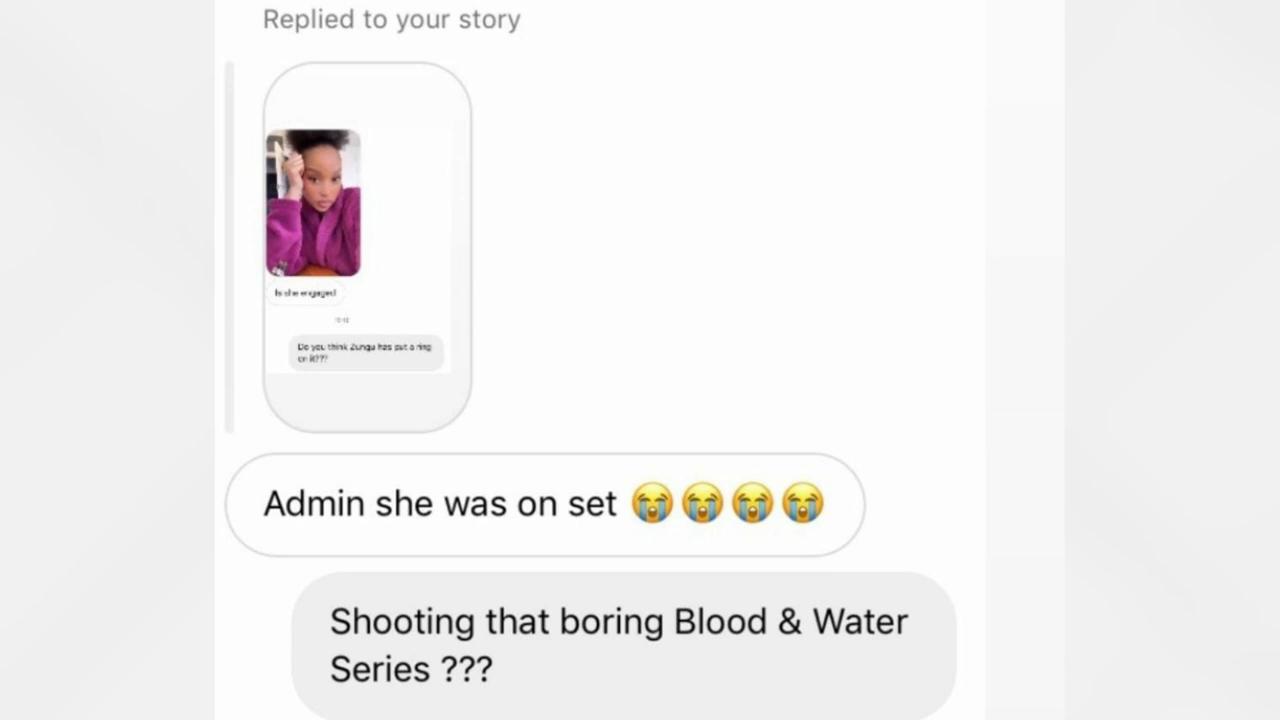 Replied to your story
Is she engaged
Do you think Zungu has put a ring
on it???
Admin she was on set 😭😭😭😭
Shooting that boring Blood & Water
Series ???